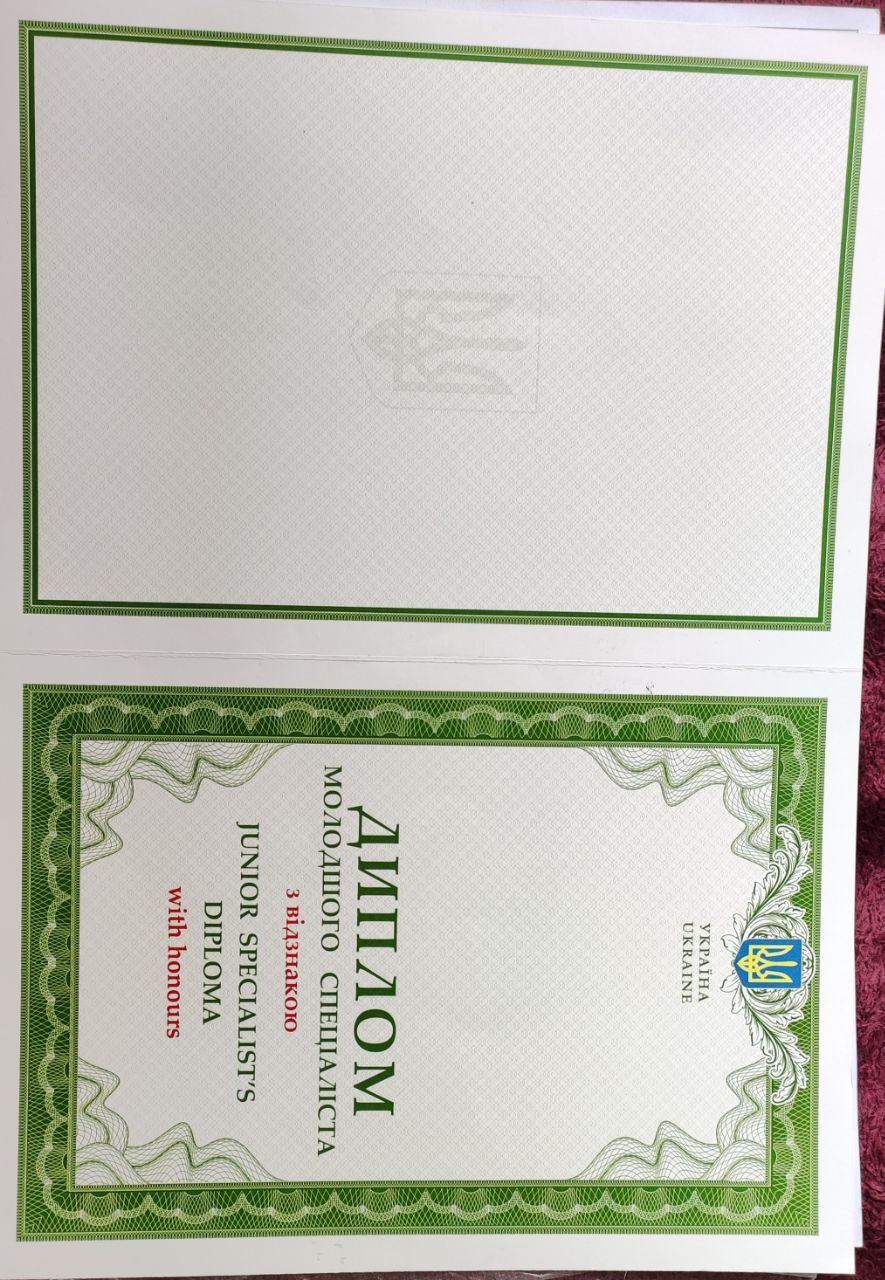 УКРАЇНА
UKRAINE
ДИПЛОМ
МОЛОДШОГО СПЕЦІАЛІСТА
з відзнакою
JUNIOR SPECIALIST'S
DIPLOMA
with honours